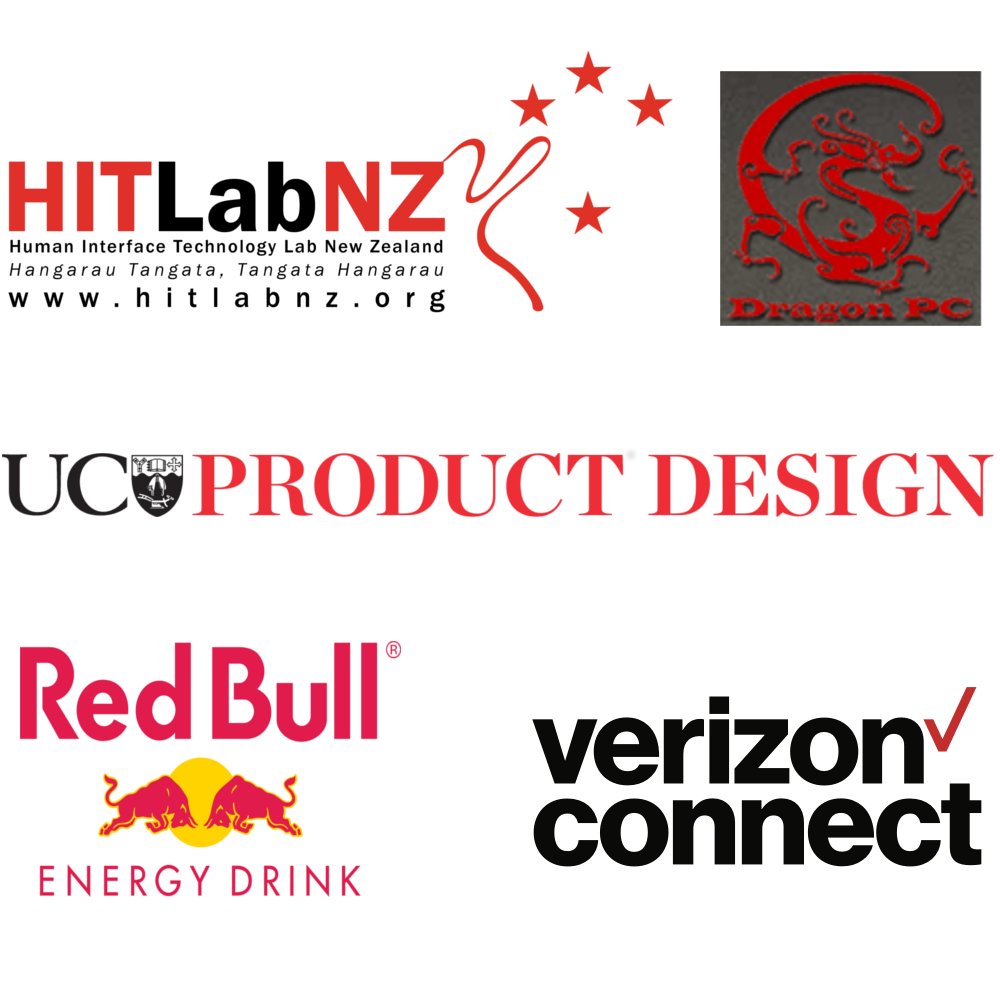 HITLabNZ
Human Interface Technology Lab New Zealand
Hangarau Tangata, Tangata Hangarau
www.hitlabnz.org
Dragon PC
UC PRODUCT DESIGN
Red Bull®
ENERGY DRINK
verizon
connect